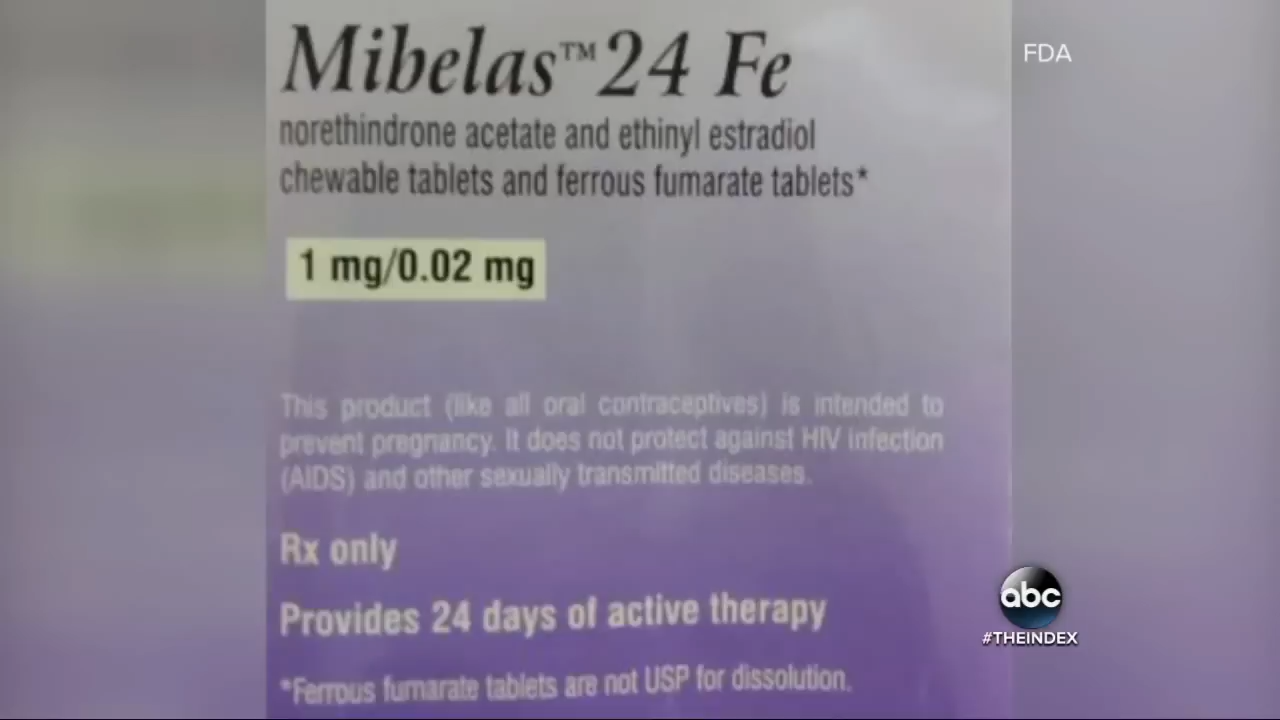 Mibelas™ 24 Fe
norethindrone acetate and ethinyl estradiol
chewable tablets and ferrous fumarate tablets*
1 mg/0.02 mg
This product (like all oral contraceptives) is intended to
prevent pregnancy. It does not protect against HIV infection
(AIDS) and other sexually transmitted diseases.
Rx only
Provides 24 days of active therapy
*Ferrous fumarate tablets are not USP for dissolution.
FDA
abc
#THEINDEX